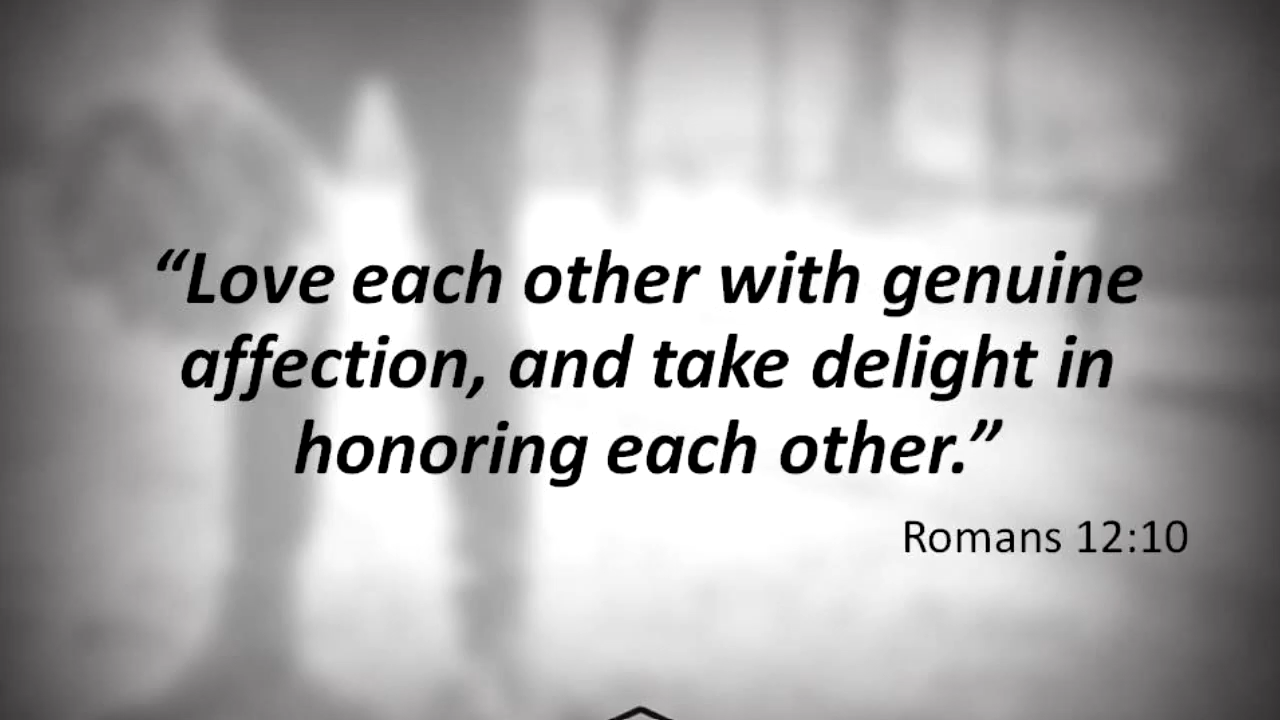 “Love each other with genuine
affection, and take delight in
honoring each other.”
Romans 12:10